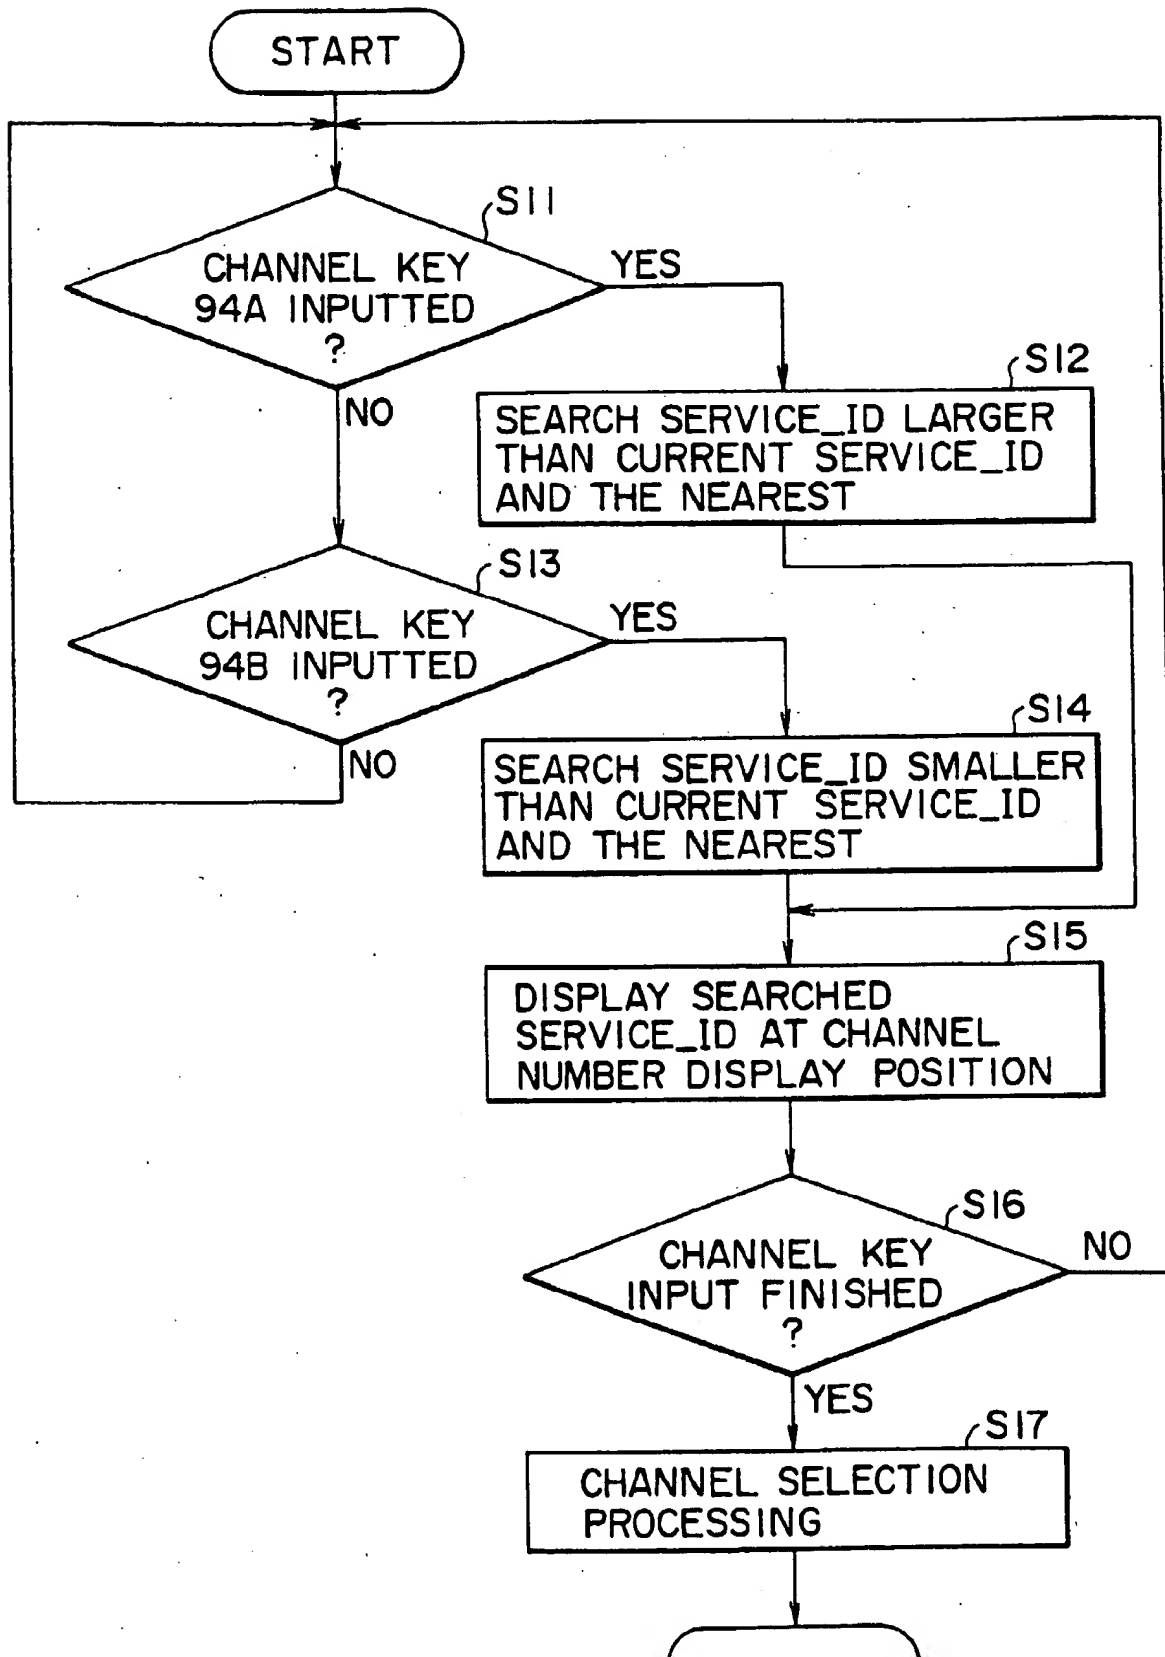 START
S11
CHANNEL KEY
94A INPUTTED
?
YES
NO
S12
SEARCH SERVICE_ID LARGER
THAN CURRENT SERVICE_ID
AND THE NEAREST
S13
CHANNEL KEY
94B INPUTTED
?
YES
NO
S14
SEARCH SERVICE_ID SMALLER
THAN CURRENT SERVICE_ID
AND THE NEAREST
S15
DISPLAY SEARCHED
SERVICE_ID AT CHANNEL
NUMBER DISPLAY POSITION
S16
CHANNEL KEY
INPUT FINISHED
?
NO
YES
S17
CHANNEL SELECTION
PROCESSING